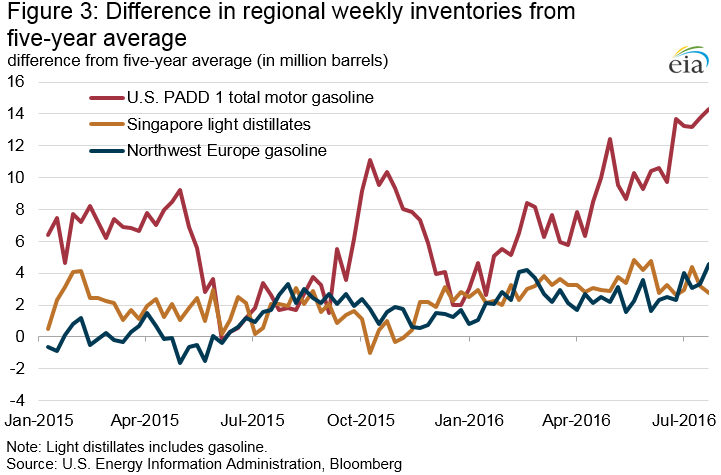 Figure 3: Difference in regional weekly inventories from
five-year average
difference from five-year average (in million barrels)
eia
16
14
12
10
8
6
4
2
0
-2
-4
U.S. PADD 1 total motor gasoline
Singapore light distillates
Northwest Europe gasoline
Jan-2015 Apr-2015 Jul-2015 Oct-2015 Jan-2016 Apr-2016 Jul-2016
Note: Light distillates includes gasoline.
Source: U.S. Energy Information Administration, Bloomberg